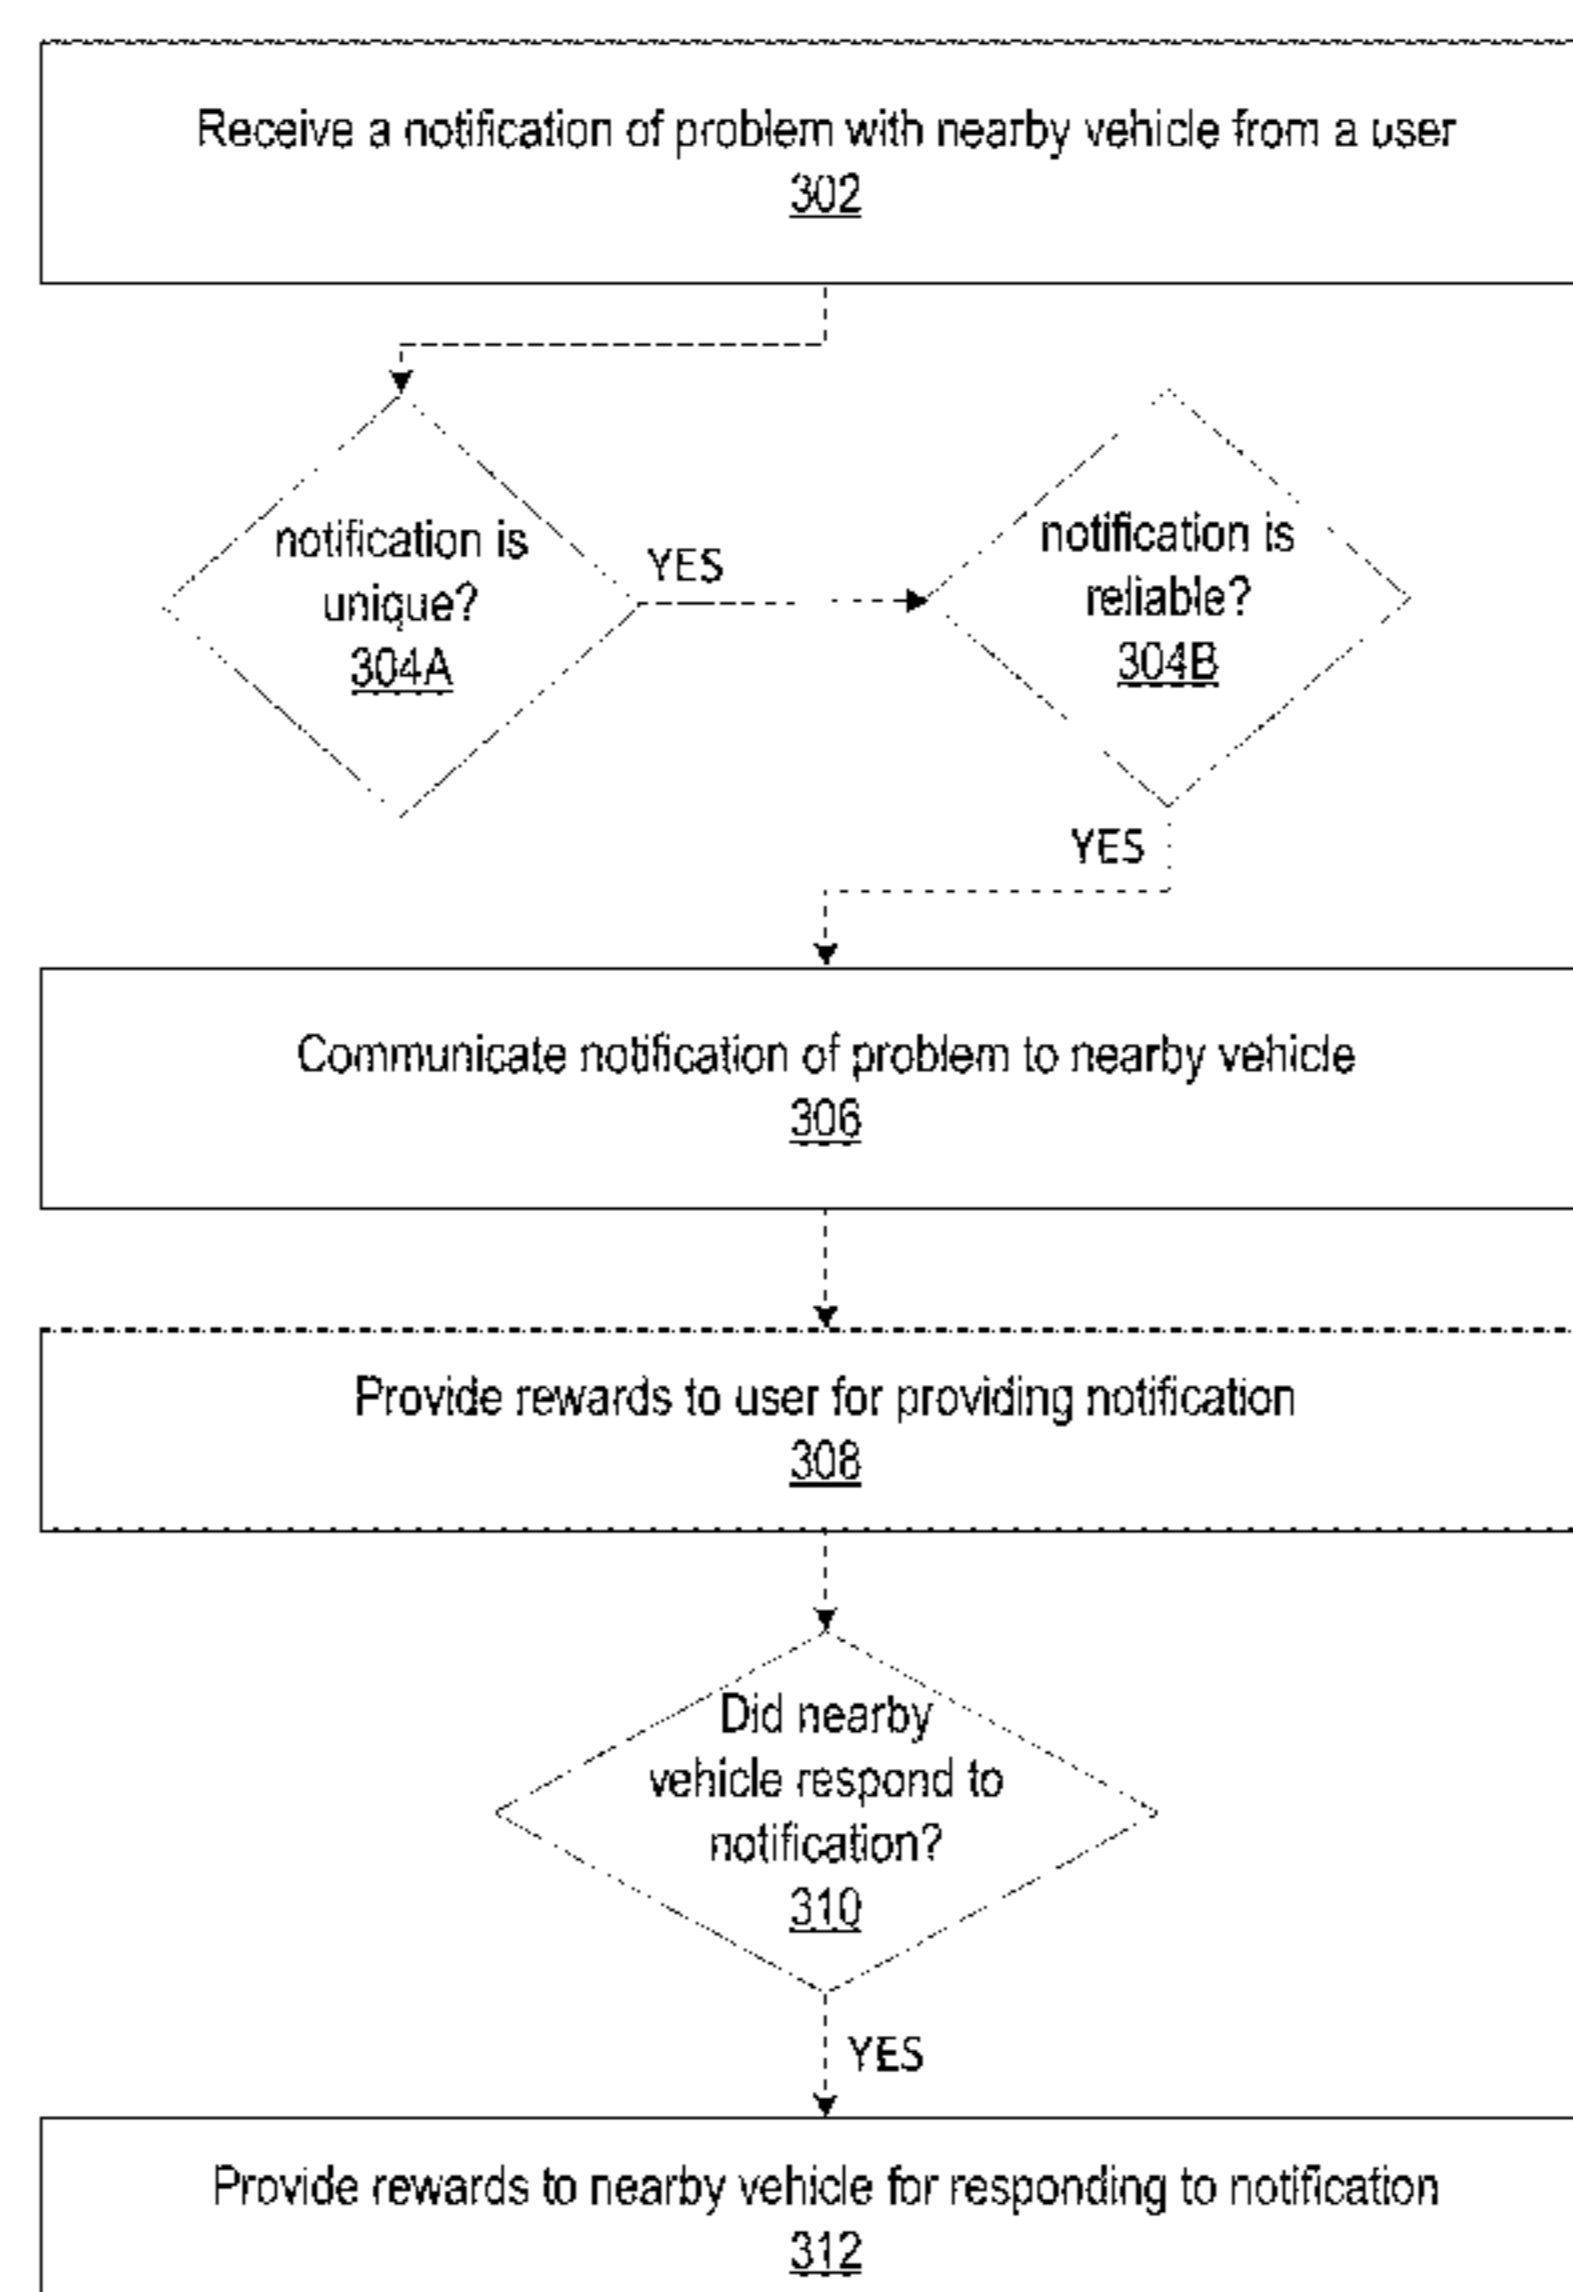 Receive a notification of problem with nearby vehicle from a user
302
notification is
unique?
304A
YES
notification is
reliable?
304B
YES
Communicate notification of problem to nearby vehicle
306
Provide rewards to user for providing notification
308
Did nearby
vehicle respond to
notification?
310
YES
Provide rewards to nearby vehicle for responding to notification
312